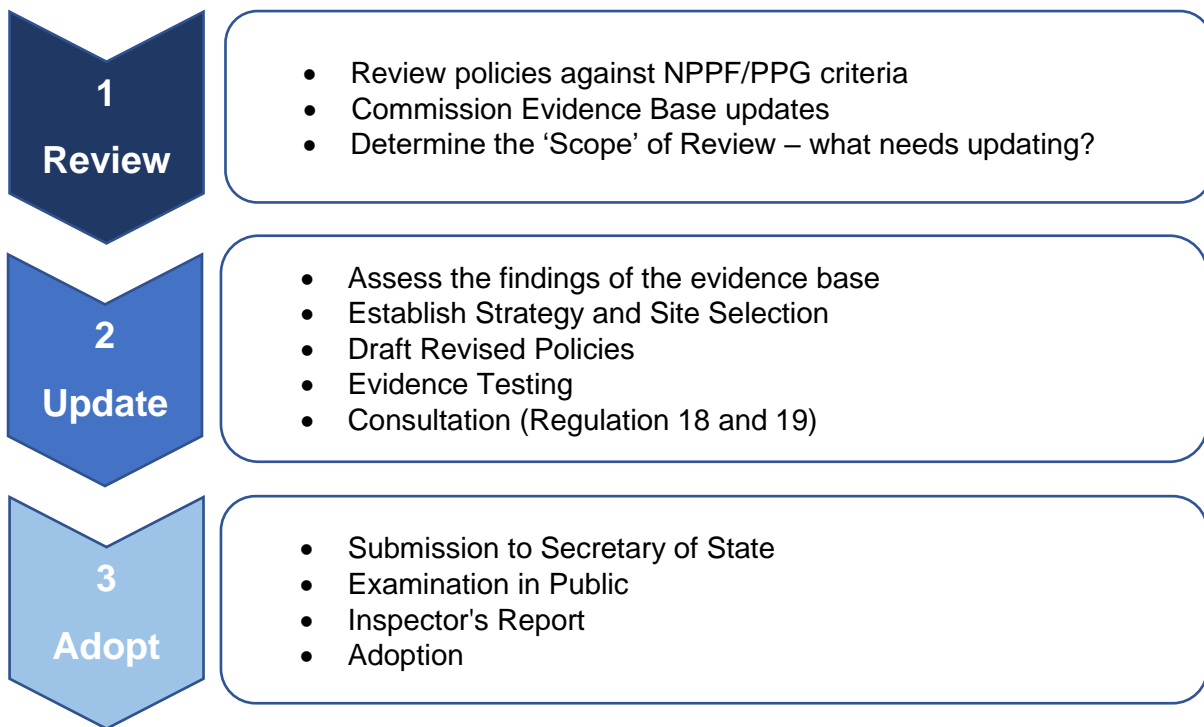 1
Review
• Review policies against NPPF/PPG criteria
• Commission Evidence Base updates
• Determine the ‘Scope’ of Review – what needs updating?
2
Update
• Assess the findings of the evidence base
• Establish Strategy and Site Selection
• Draft Revised Policies
• Evidence Testing
• Consultation (Regulation 18 and 19)
3
Adopt
• Submission to Secretary of State
• Examination in Public
• Inspector's Report
• Adoption